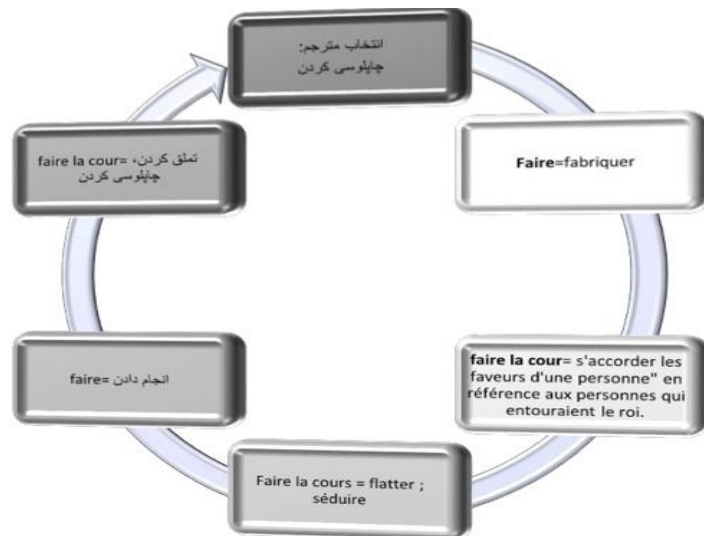 انتخاب مترجم:
چاپلوسی کردن
Faire=fabriquer
faire la cour= s'accorder les
faveurs d'une personne" en
référence aux personnes qui
entouraient le roi.
Faire la cours = flatter ;
séduire
faire= انجام دادن
faire la cour= تملق کردن،
چاپلوسی کردن